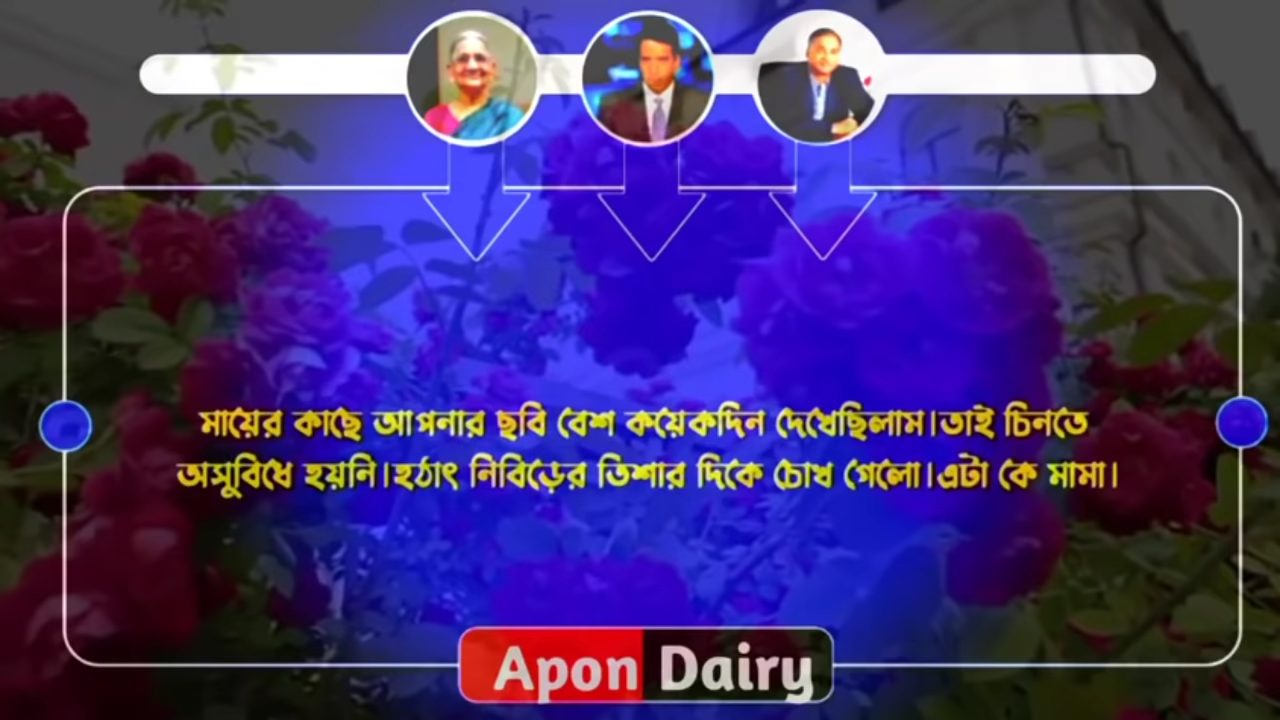 মায়ের কাছে আপনার ছবি বেশ কয়েকদিন দেখেছিলাম।তাই চিনতে
অসুবিধে হয়নি।হঠাৎ নিবিড়ের তিশার দিকে চোখ গেলো।এটা কে মামা।
Apon Dairy